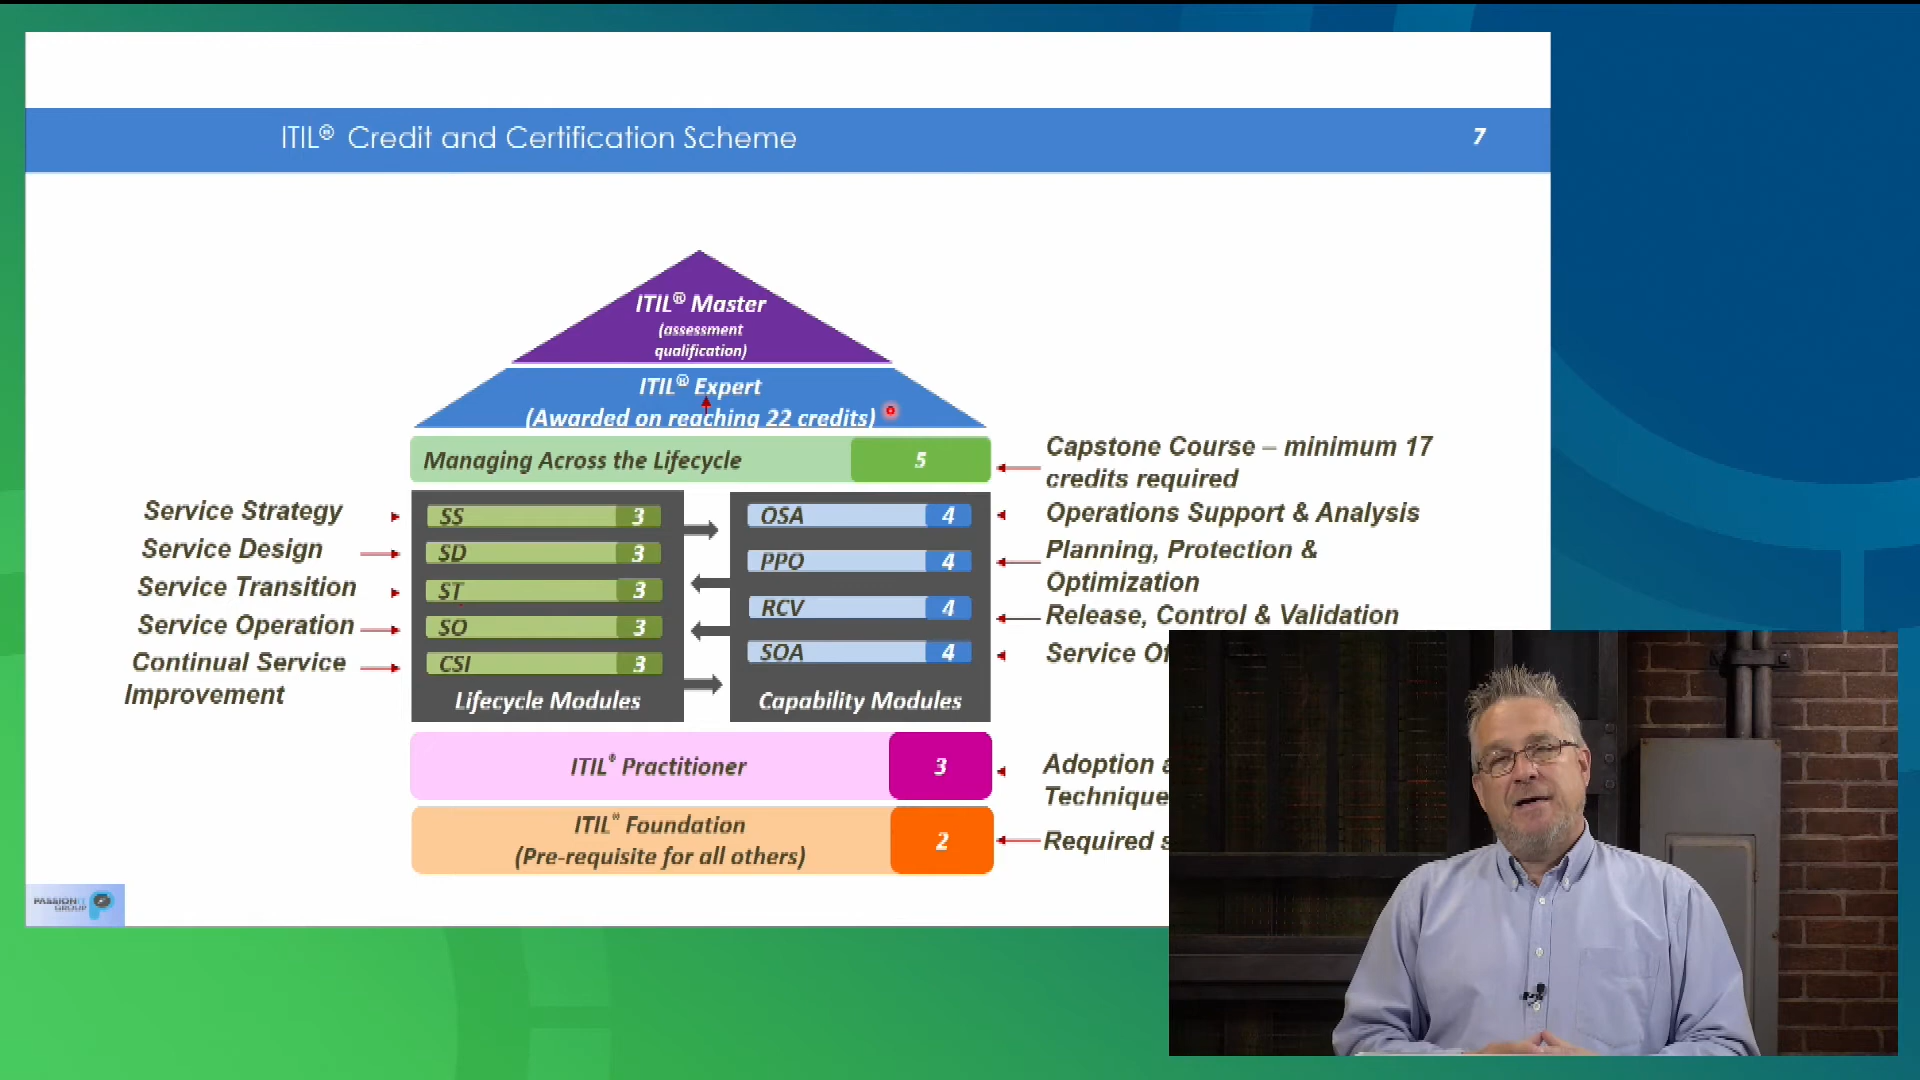 ITIL® Credit and Certification Scheme
7
ITIL® Master
(assessment
qualification)
ITIL® Expert
(Awarded on reaching 22 credits)
Managing Across the Lifecycle 5
Capstone Course – minimum 17
credits required
Service Strategy
Service Design
Service Transition
Service Operation
Continual Service
Improvement
SS 3
SD 3
ST 3
SO 3
CSI 3
Lifecycle Modules
OSA 4
PPO 4
RCV 4
SOA 4
Capability Modules
Operations Support & Analysis
Planning, Protection &
Optimization
Release, Control & Validation
Service Of
ITIL® Practitioner 3
Adoption
Technique
ITIL® Foundation
(Pre-requisite for all others)
2
Required s
PASSIONIT
GROUP